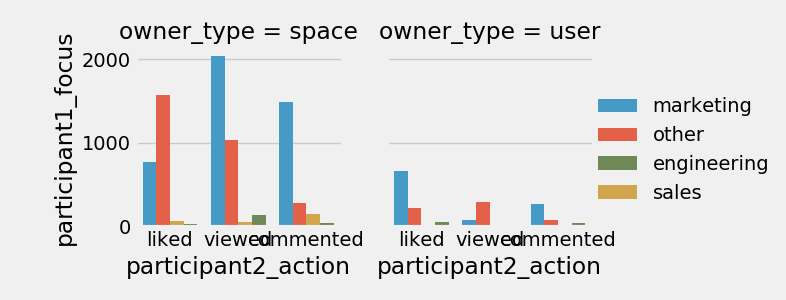 owner_type = space
owner_type = user
participant1_focus
2000
1000
0
liked
viewed
commented
liked
viewed
commented
participant2_action
participant2_action
marketing
other
engineering
sales